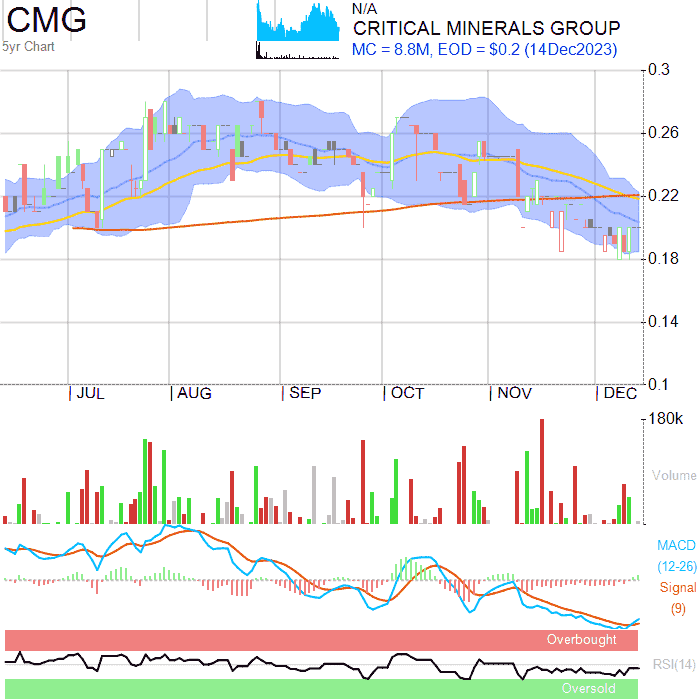 CMG
5yr Chart
N/A
CRITICAL MINERALS GROUP
MC = 8.8M, EOD = $0.2 (14Dec2023)
0.3
0.26
0.22
0.18
0.14
0.1
JUL AUG SEP OCT NOV DEC
180k
Volume
MACD
(12-26)
Signal
(9)
Overbought
RSI(14)
Oversold